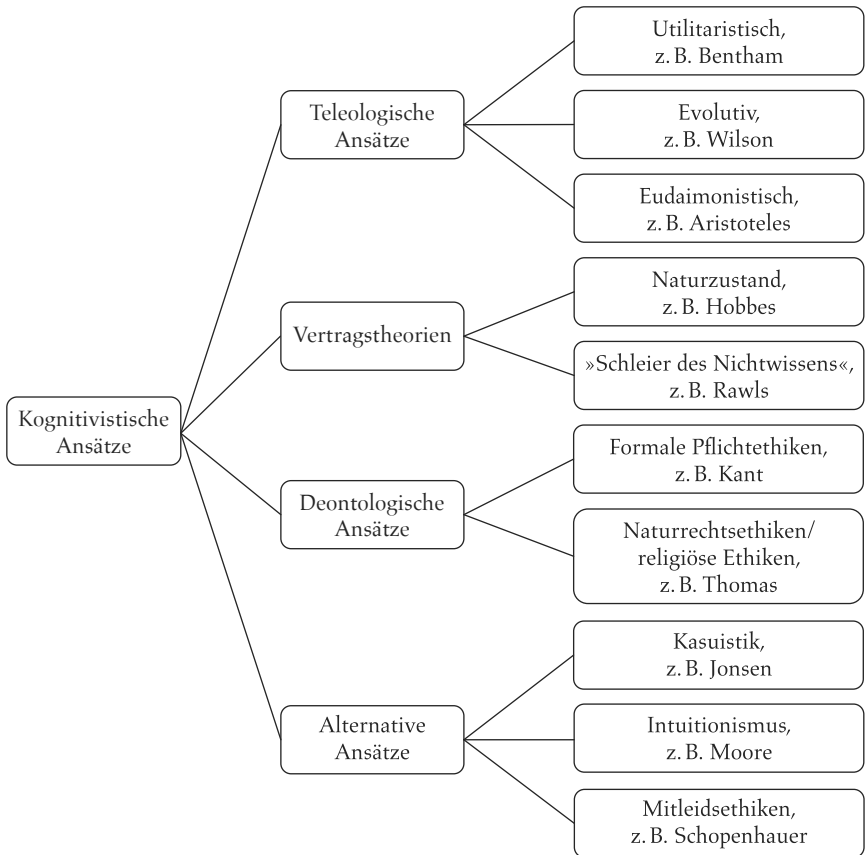 Kognitivistische
Ansätze
Teleologische
Ansätze
Utilitaristisch,
z. B. Bentham
Evolutiv,
z. B. Wilson
Eudaimonistisch,
z. B. Aristoteles
Vertragstheorien
Naturzustand,
z. B. Hobbes
»Schleier des Nichtwissens«,
z. B. Rawls
Deontologische
Ansätze
Formale Pflichtethiken,
z. B. Kant
Naturrechtsethiken/
religiöse Ethiken,
z. B. Thomas
Alternative
Ansätze
Kasuistik,
z. B. Jonsen
Intuitionismus,
z. B. Moore
Mitleidsethiken,
z. B. Schopenhauer